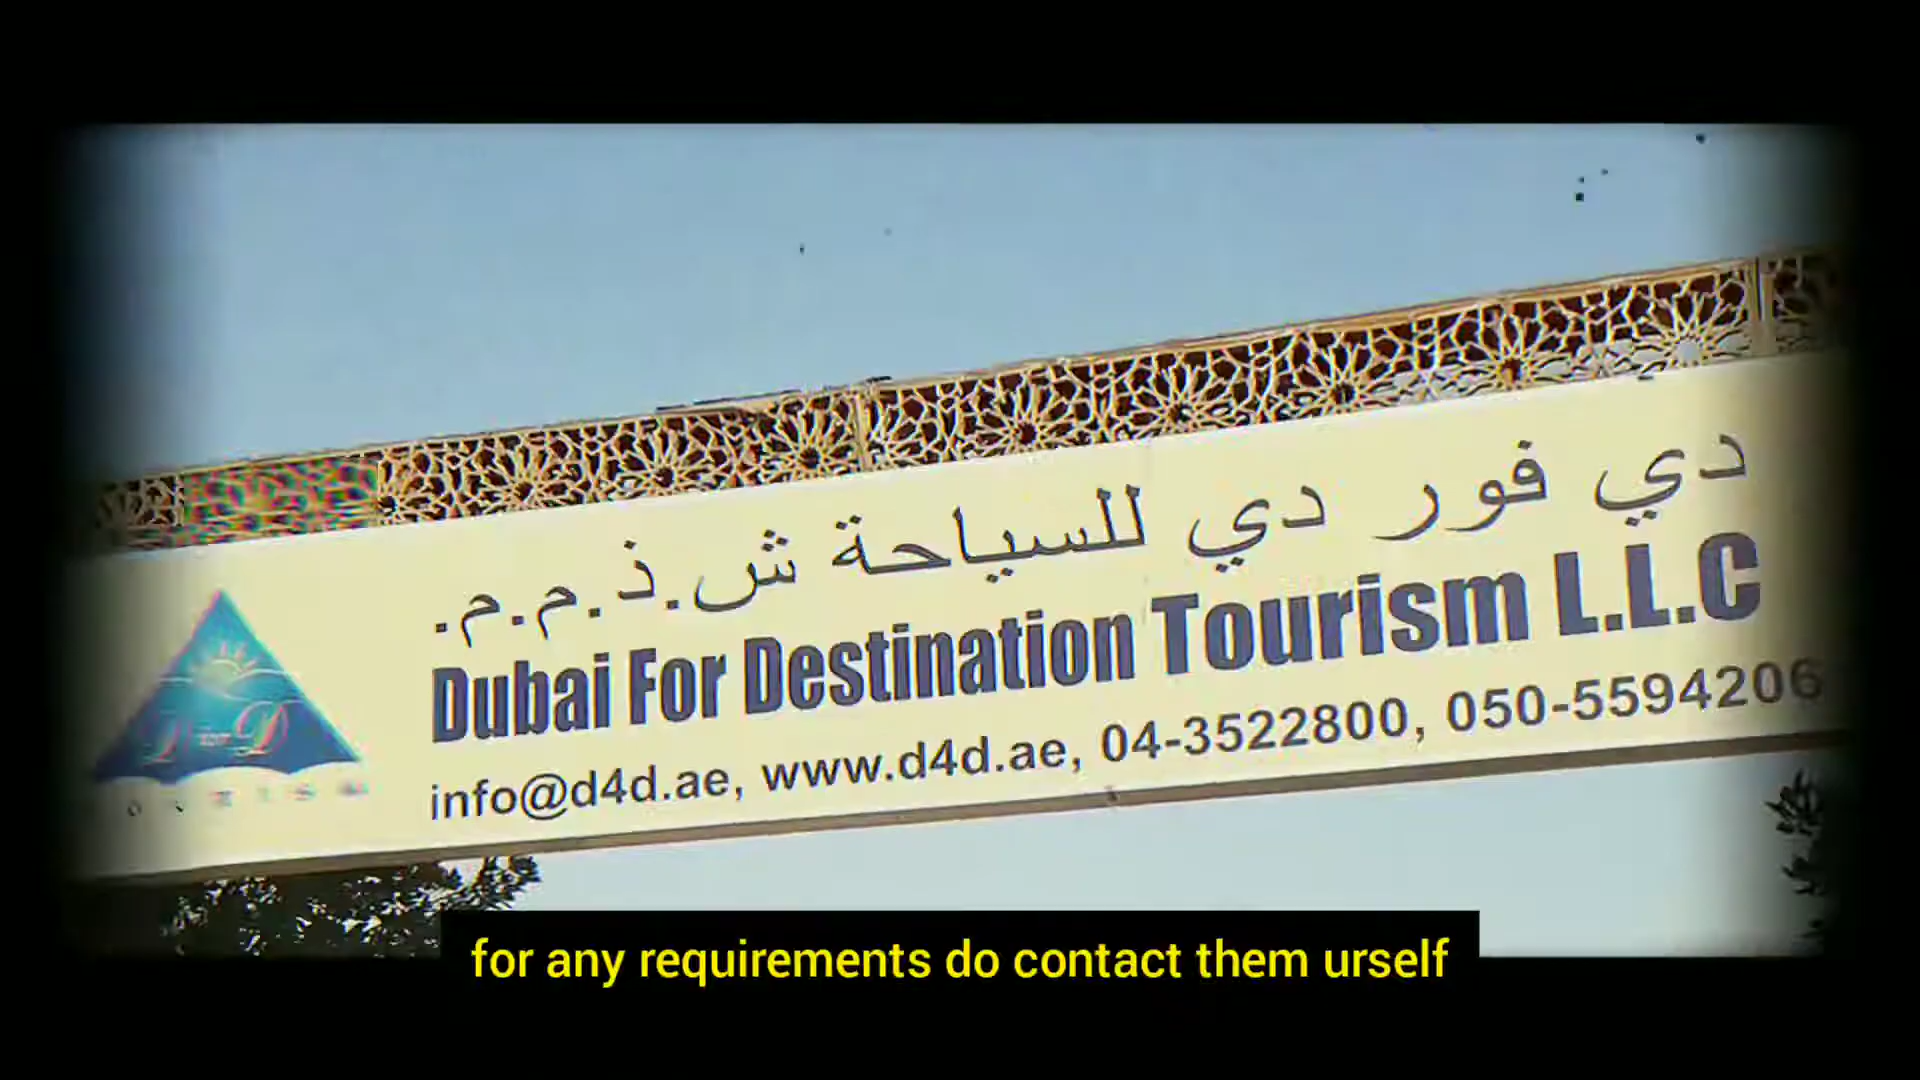 دي فور دي للسياحة ش.ذ.م.م.
Dubai For Destination Tourism L.L.C
info@d4d.ae, www.d4d.ae, 04-3522800, 050-5594206
D for D
for any requirements do contact them urself